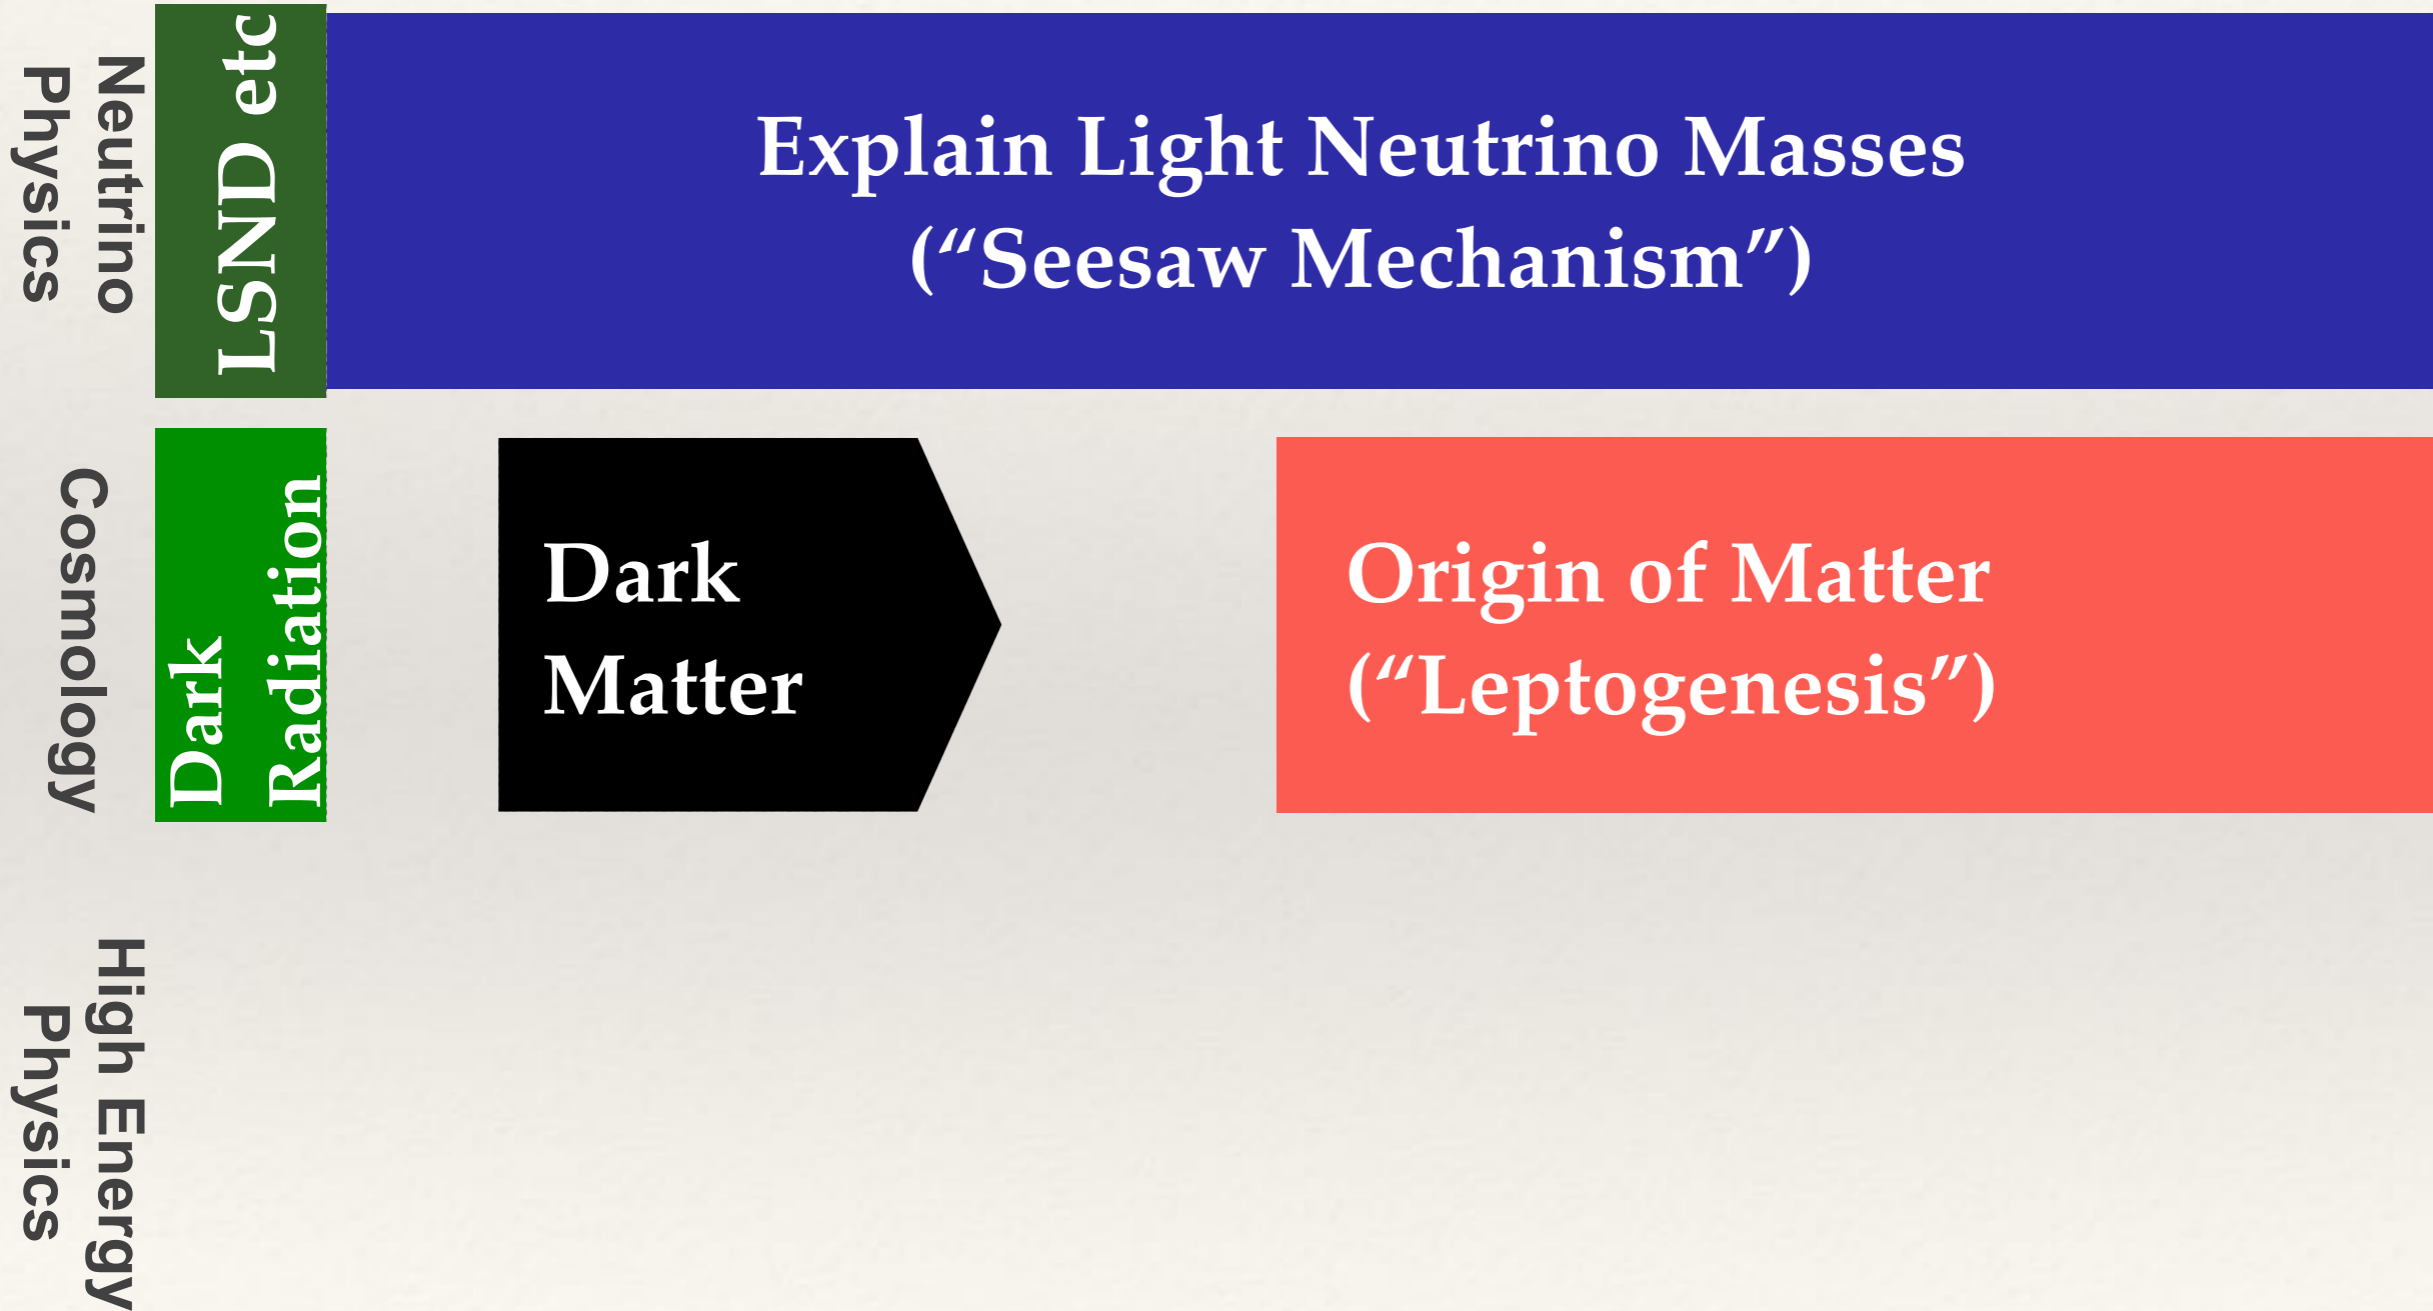 Neutrino
Physics
LSND etc
Explain Light Neutrino Masses
(“Seesaw Mechanism”)
Cosmology
Dark
Radiation
Dark
Matter
Origin of Matter
(“Leptogenesis”)
High Energy
Physics